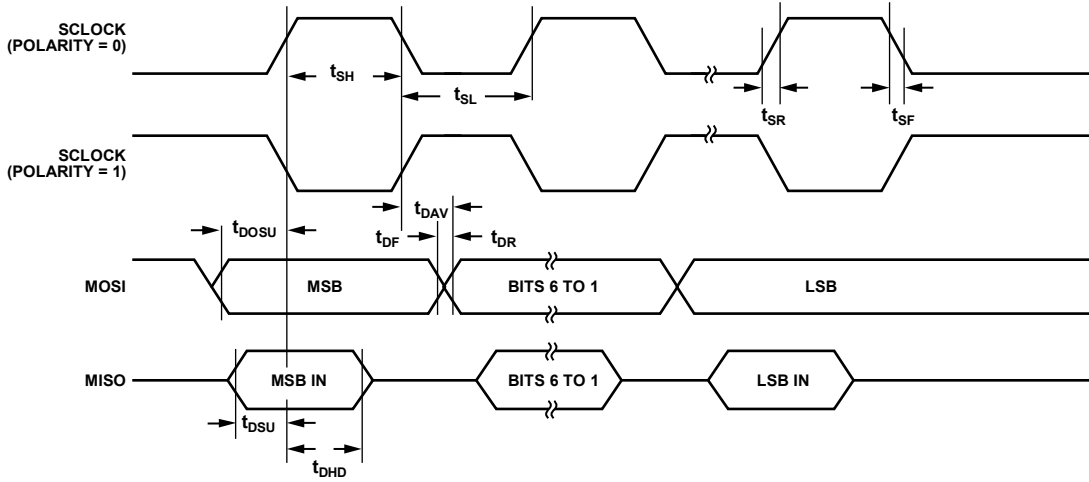 SCLOCK
(POLARITY = 0)
tSH
tSL
tSR
tSF
SCLOCK
(POLARITY = 1)
tDAV
tDOSU
tDF
tDR
MOSI
MSB
BITS 6 TO 1
LSB
MISO
MSB IN
BITS 6 TO 1
LSB IN
tDSU
tDHD